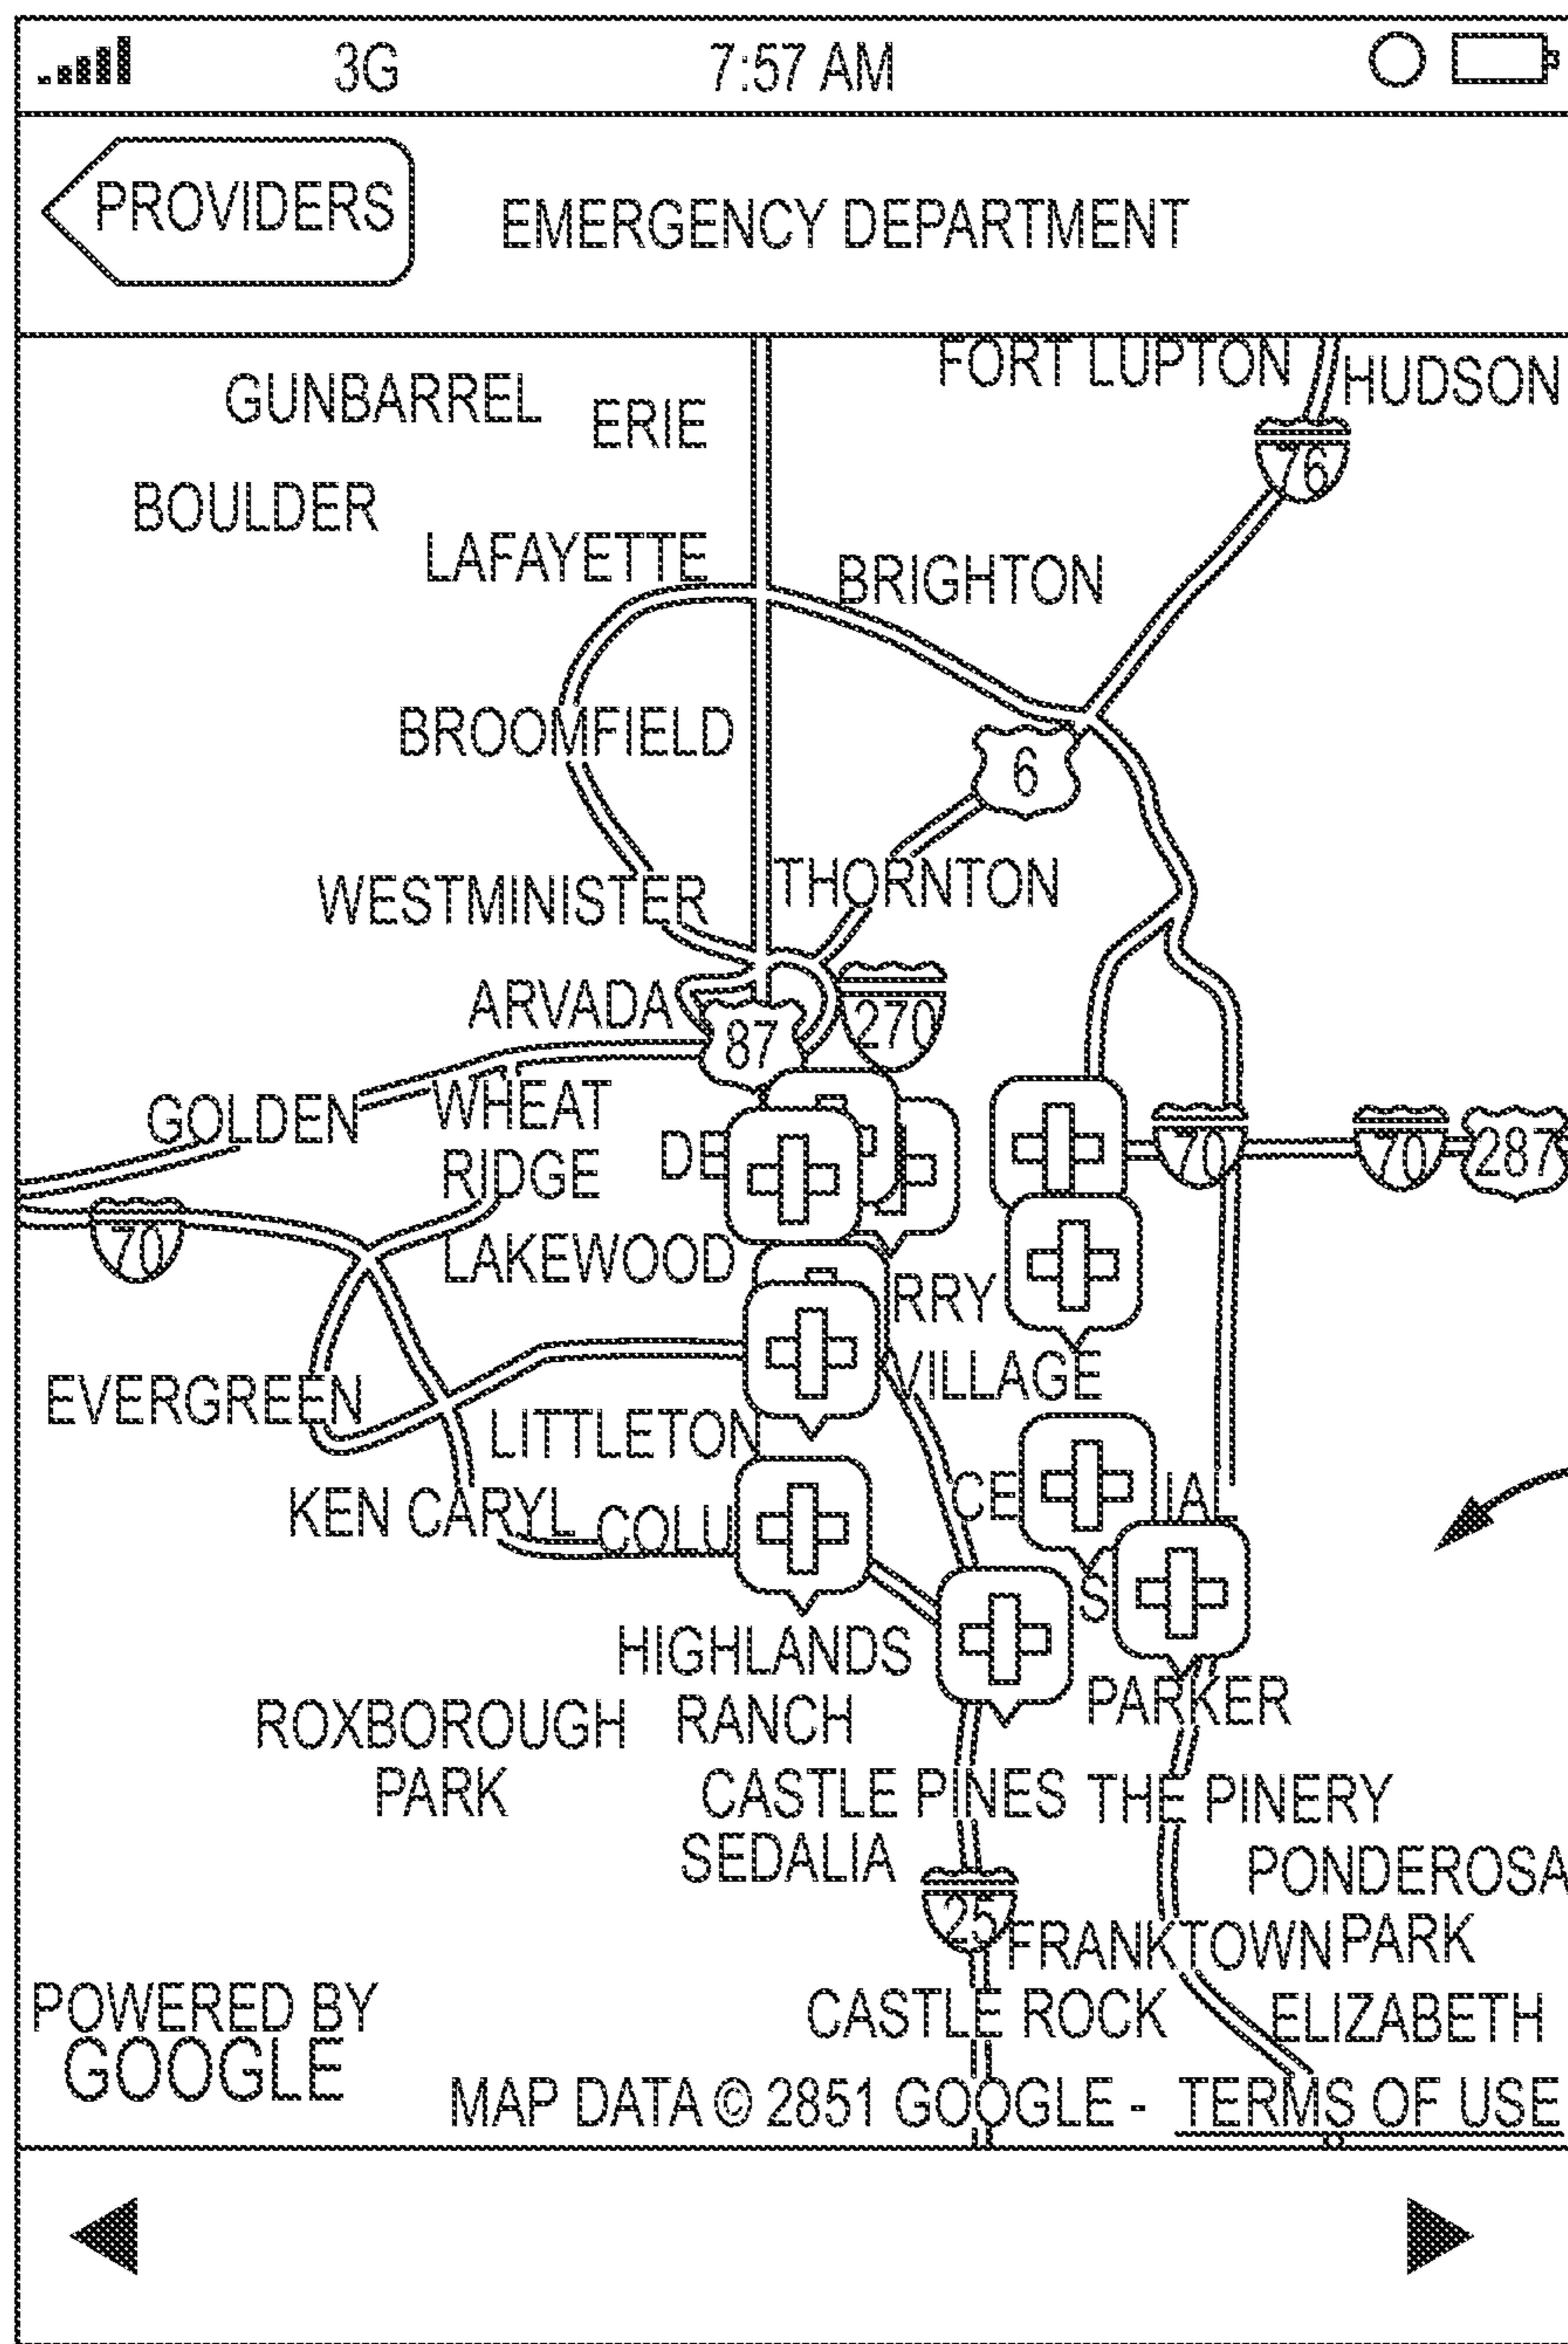 3G 7:57 AM
PROVIDERS
EMERGENCY DEPARTMENT
FORT LUPTON HUDSON
GUNBARREL ERIE
76
BOULDER
LAFAYETTE BRIGHTON
BROOMFIELD
6
WESTMINISTER THORNTON
ARVADA
87 270
GOLDEN WHEAT
RIDGE DE 70 70 287
70 LAKEWOOD
RRY
VILLAGE
EVERGREEN
LITTLETON
KEN CARYL COLU CE IAL
S
HIGHLANDS
RANCH
PARKER
ROXBOROUGH
PARK
CASTLE PINES THE PINERY
SEDALIA
PONDEROSA
PARK
25
FRANKTOWN
CASTLE ROCK ELIZABETH
POWERED BY
GOOGLE
MAP DATA © 2851 GOOGLE - TERMS OF USE